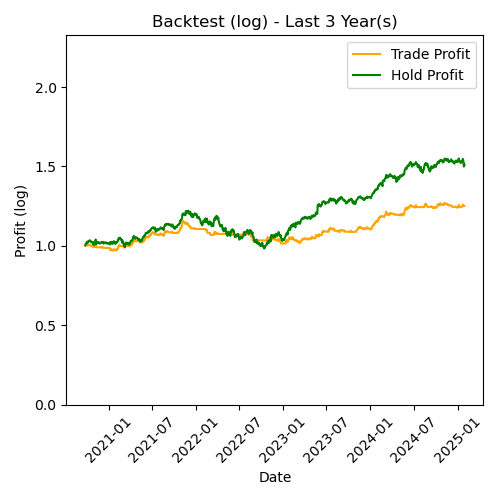 Backtest (log) - Last 3 Year(s)
Trade Profit
Hold Profit
Profit (log)
2.0
1.5
1.0
0.5
0.0
2021-01
2021-07
2022-01
2022-07
2023-01
2023-07
2024-01
2024-07
2025-01
Date